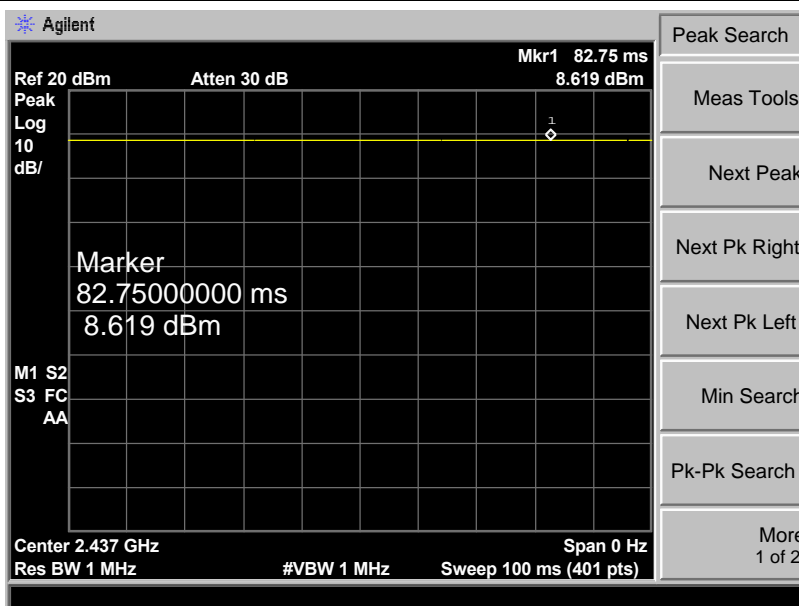 Agilent
Peak Search
Mkr1 82.75 ms
Ref 20 dBm Atten 30 dB 8.619 dBm
Peak
Log
10
dB/
1
Marker
82.75000000 ms
8.619 dBm
M1 S2
S3 FC
AA
Center 2.437 GHz Span 0 Hz
Res BW 1 MHz #VBW 1 MHz Sweep 100 ms (401 pts)
Meas Tools
Next Peak
Next Pk Right
Next Pk Left
Min Search
Pk-Pk Search
More
1 of 2